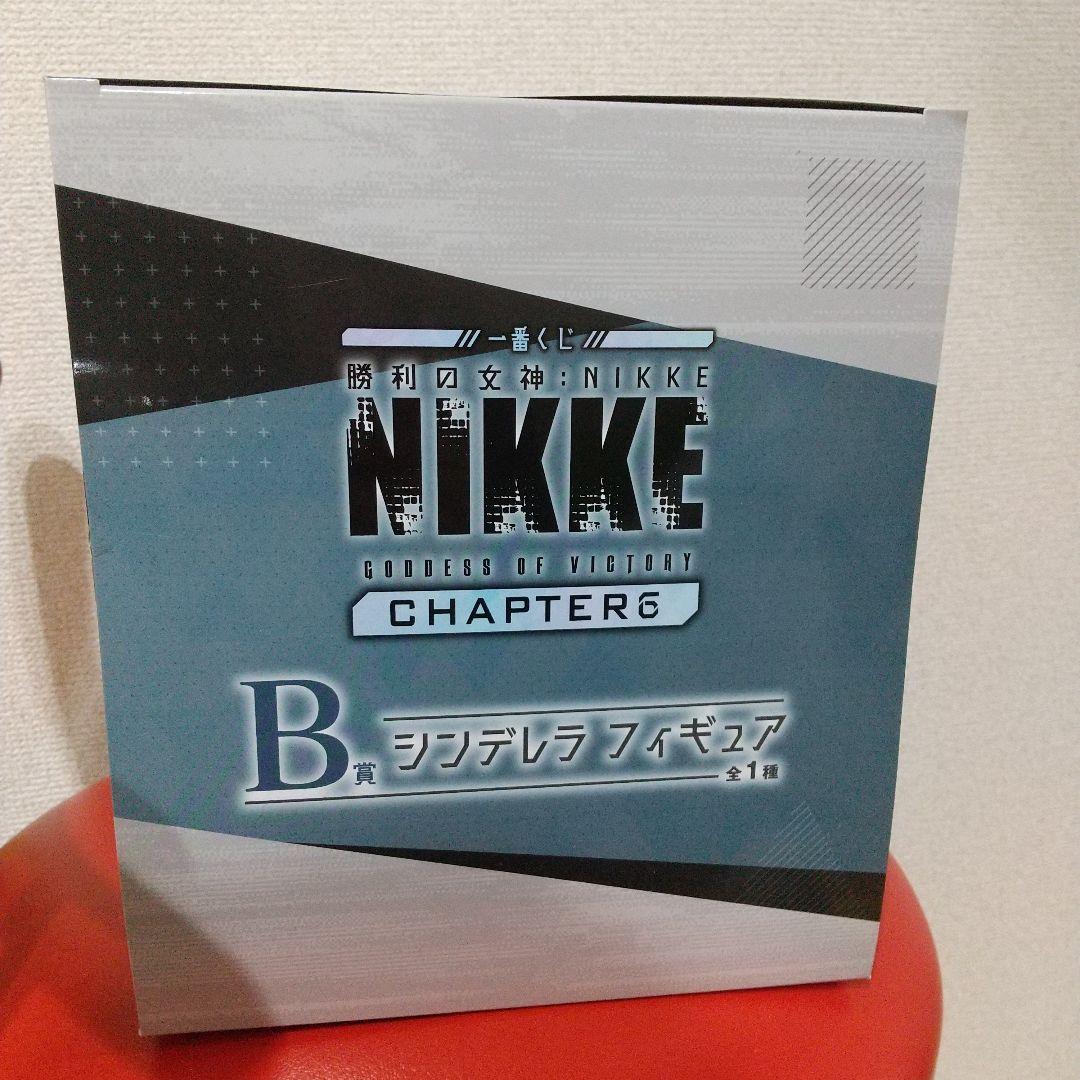 一番くじ
勝利の女神：NIKKE
NIKKE
GODDESS OF VICTORY
CHAPTER6
B賞 シンデレラ フィギュア
全1種